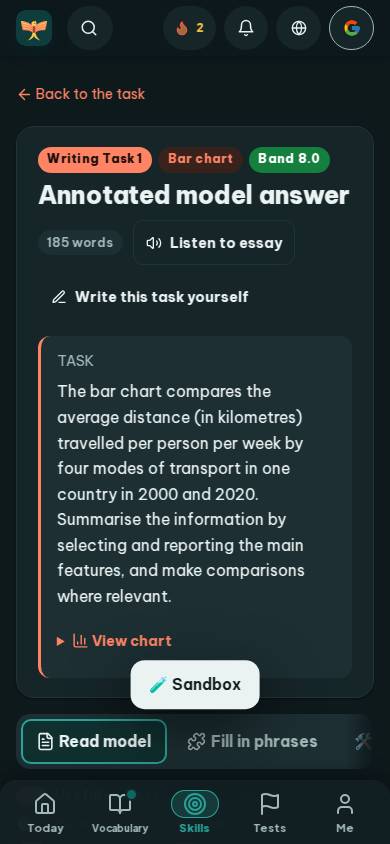 2
Back to the task
Writing Task 1
Bar chart
Band 8.0
Annotated model answer
185 words
Listen to essay
Write this task yourself
TASK
The bar chart compares the
average distance (in kilometres)
travelled per person per week by
four modes of transport in one
country in 2000 and 2020.
Summarise the information by
selecting and reporting the main
features, and make comparisons
where relevant.
View chart
Sandbox
Read model
Fill in phrases
Today
Vocabulary
Skills
Tests
Me